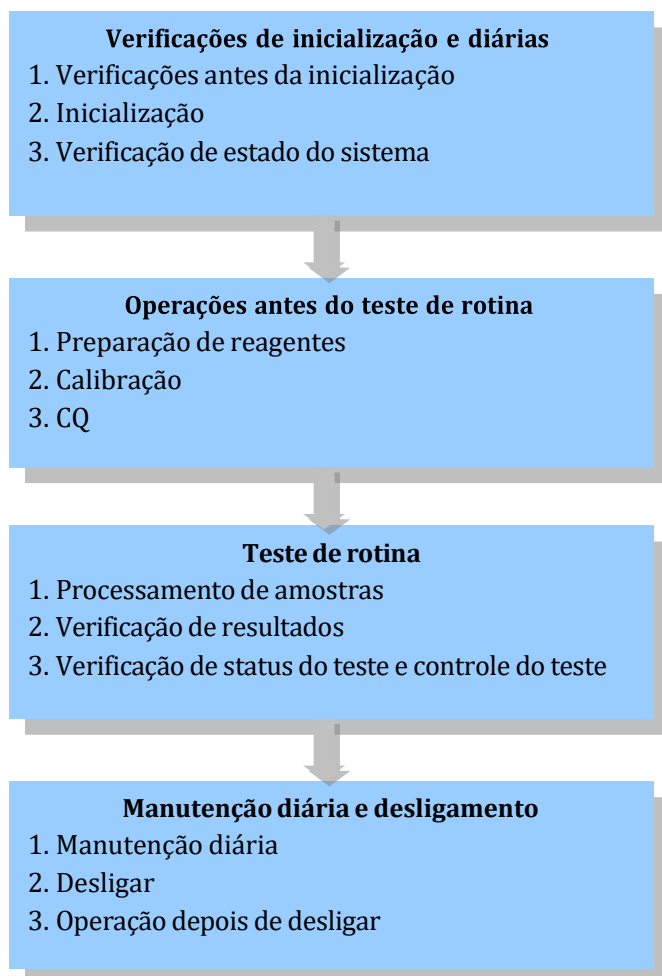 Verificações de inicialização e diárias
1. Verificações antes da inicialização
2. Inicialização
3. Verificação de estado do sistema
Operações antes do teste de rotina
1. Preparação de reagentes
2. Calibração
3. CQ
Teste de rotina
1. Processamento de amostras
2. Verificação de resultados
3. Verificação de status do teste e controle do teste
Manutenção diária e desligamento
1. Manutenção diária
2. Desligar
3. Operação depois de desligar